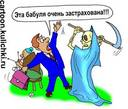 Эта бабуля очень застрахована!!!
cartoon.kulichki.ru